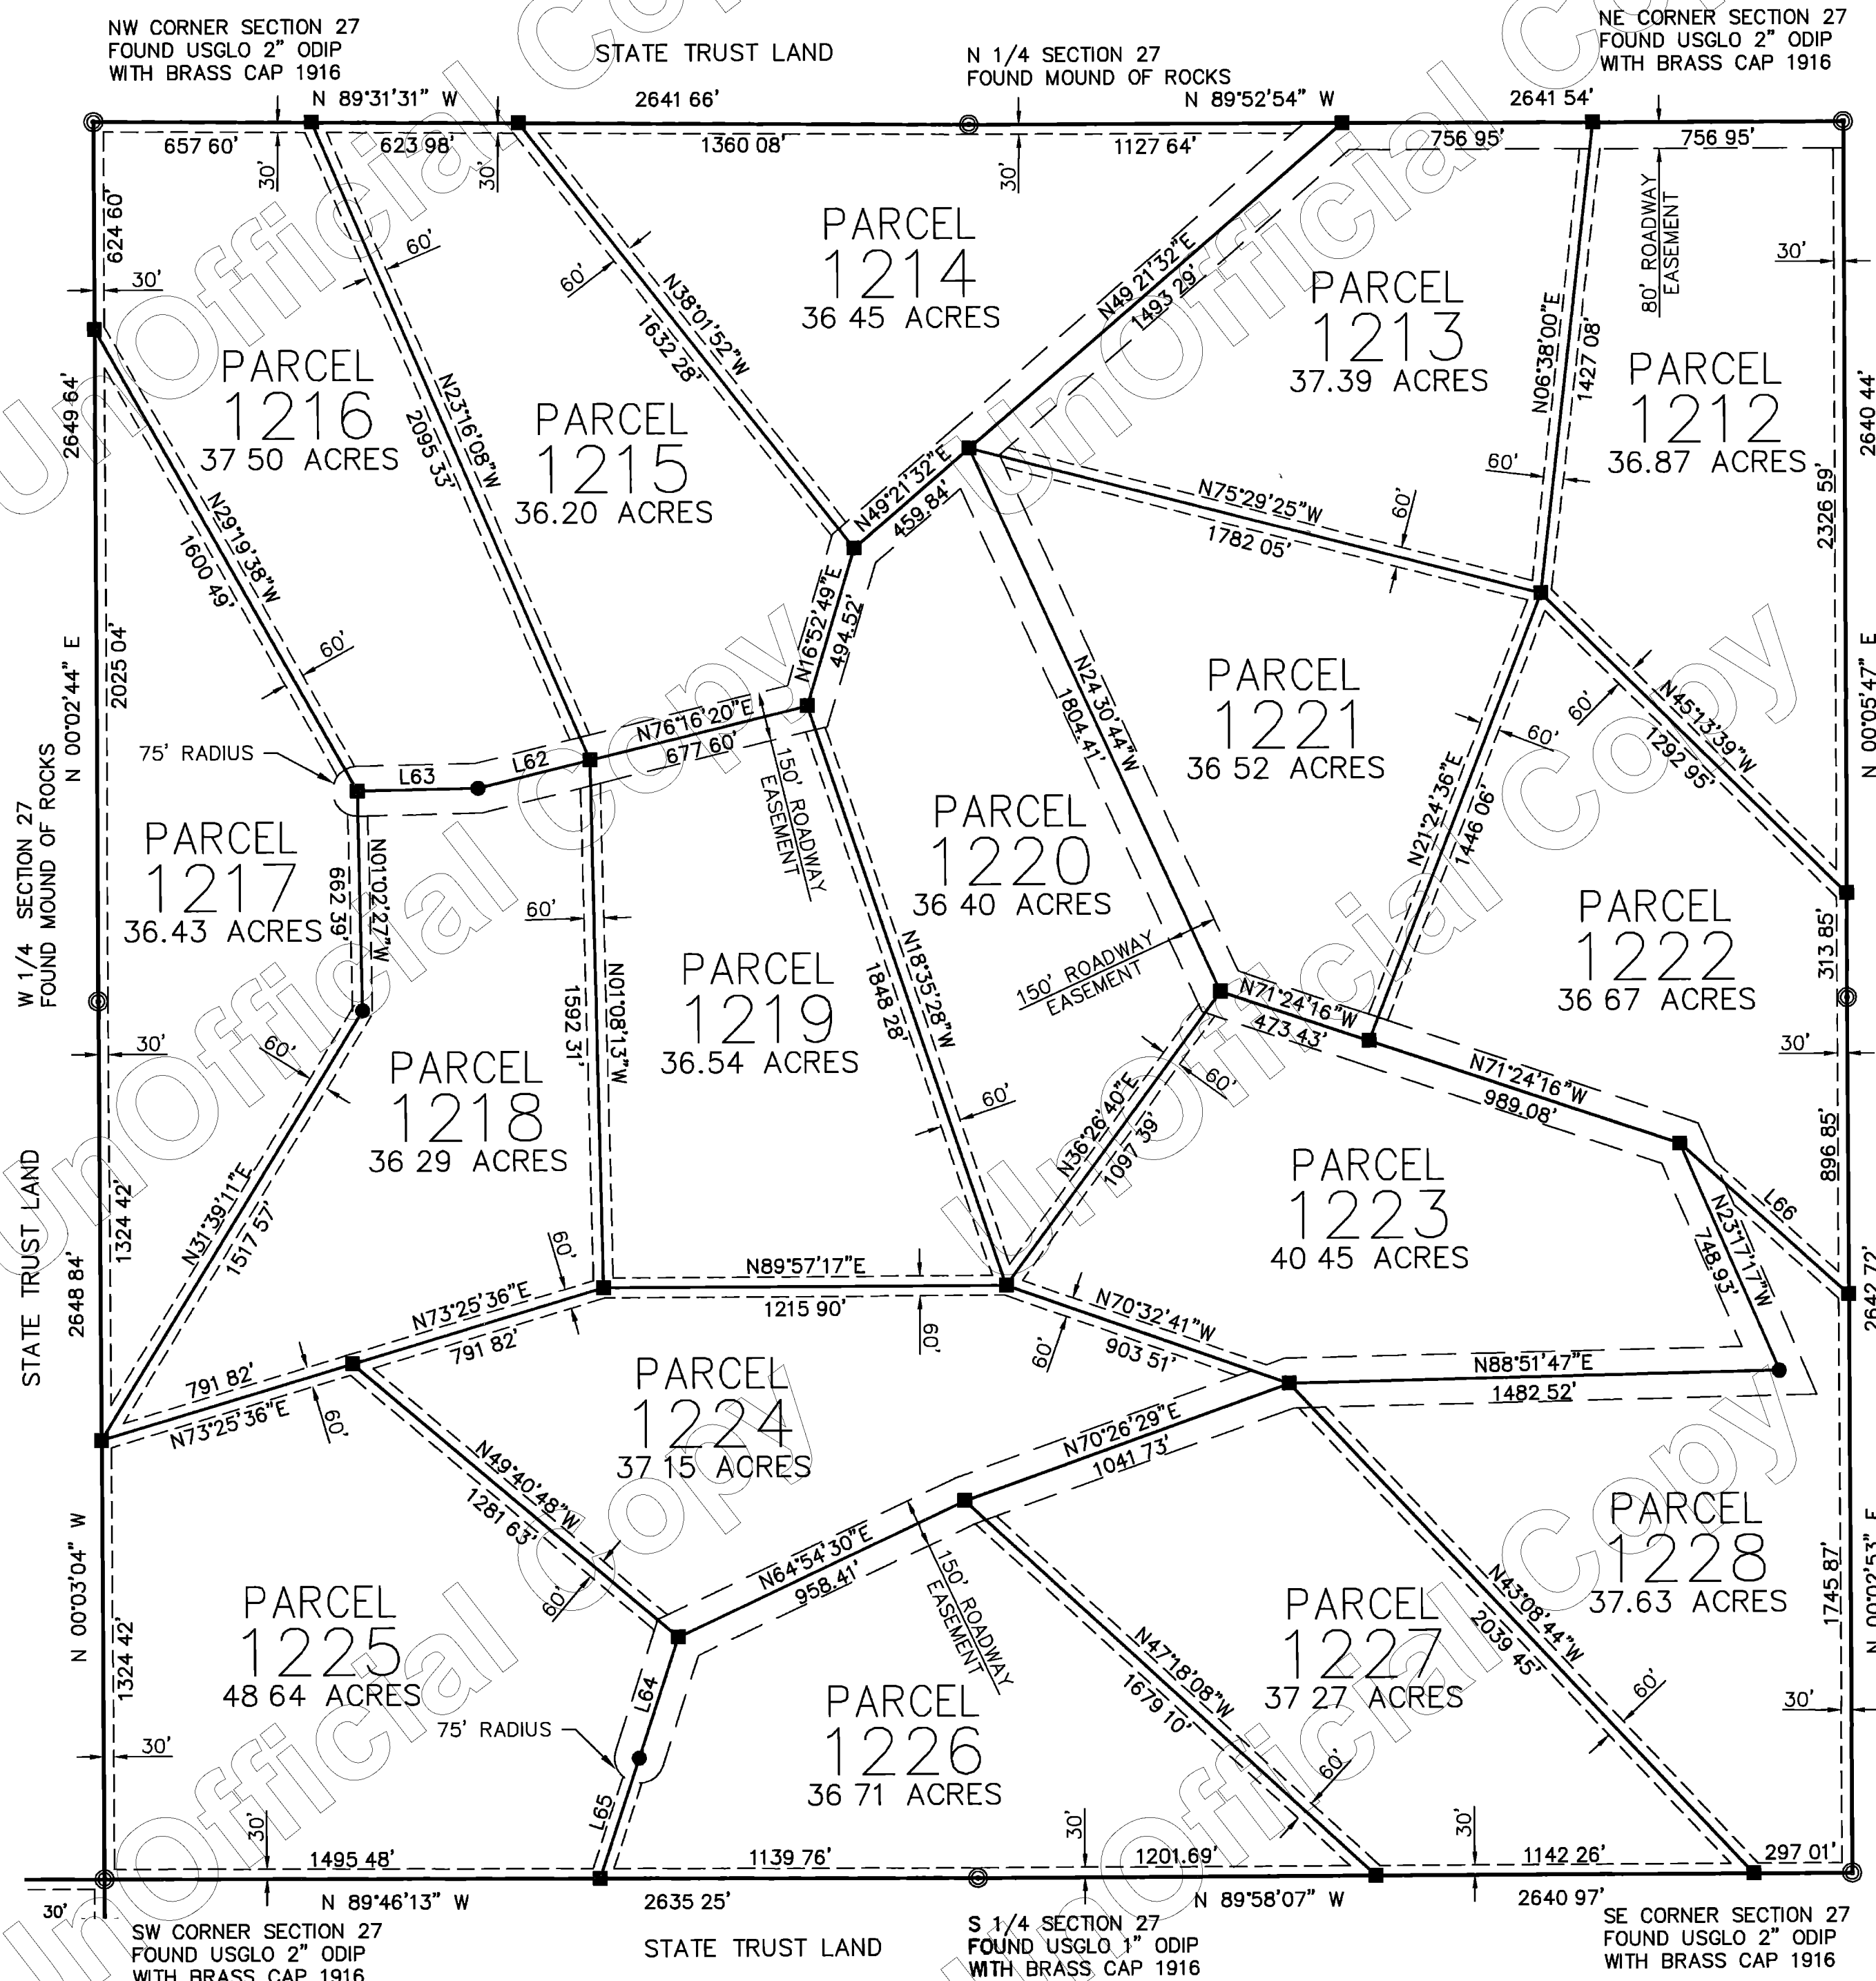 NW CORNER SECTION 27
FOUND USGLO 2" ODIP
WITH BRASS CAP 1916
STATE TRUST LAND
N 1/4 SECTION 27
FOUND MOUND OF ROCKS
NE CORNER SECTION 27
FOUND USGLO 2" ODIP
WITH BRASS CAP 1916
N 89°31'31" W
2641 66'
N 89°52'54" W
2641 54'
657 60'
623 98'
1360 08'
1127 64'
756 95'
756 95'
30'
30'
30'
80' ROADWAY
EASEMENT
624 60'
30'
60'
60'
30'
PARCEL
1214
36 45 ACRES
N49 21'32"E
1493 29'
PARCEL
1213
37.39 ACRES
N06°38'00"E
1427 08'
PARCEL
1212
36.87 ACRES
N38°01'52"W
1632 28'
2649 64'
PARCEL
1216
37 50 ACRES
N23°16'08"W
2095 33'
PARCEL
1215
36.20 ACRES
2640 44'
2326 59'
60'
N49°21'32"E
459.84'
N75°29'25"W
1782 05'
60'
N29°19'38"W
1600 49'
N16°52'49"E
494.52'
N 00°02'44" E
2025 04'
60'
N24 30'44"W
1804.41'
PARCEL
1221
36 52 ACRES
N45°13'39"W
1292 95'
60'
60'
N 00°05'47" E
75' RADIUS
L63
L62
N76°16'20"E
677 60'
150' ROADWAY
EASEMENT
N21°24'36"E
1446 06'
W 1/4 SECTION 27
FOUND MOUND OF ROCKS
PARCEL
1217
36.43 ACRES
N01°02'27"W
662 39'
60'
PARCEL
1220
36 40 ACRES
PARCEL
1222
36 67 ACRES
313 85'
PARCEL
1219
36.54 ACRES
N01°08'13"W
1592 31'
N18°35'28"W
1848 28'
150' ROADWAY
EASEMENT
N71°24'16"W
473 43'
30'
60'
30'
PARCEL
1218
36 29 ACRES
60'
60'
N71°24'16"W
989.08'
N36°26'40"E
1097 39'
896 85'
STATE TRUST LAND
1324 42'
N31°39'11"E
1517 57'
PARCEL
1223
40 45 ACRES
L66
N23°17'17"W
748.93'
2648 84'
60'
N89°57'17"E
1215 90'
60'
N73°25'36"E
791 82'
N70°32'41"W
903 51'
60'
2642 72'
791 82'
N73°25'36"E
60'
PARCEL
1224
37 15 ACRES
N88°51'47"E
1482 52'
N70°26'29"E
1041 73'
N49°40'48"W
1281 63'
60'
N 00°03'04" W
1324 42'
N64°54'30"E
958.41'
150' ROADWAY
EASEMENT
PARCEL
1228
37.63 ACRES
1745 87'
N 00°02'53" E
PARCEL
1225
48 64 ACRES
PARCEL
1227
37 27 ACRES
N43°08'44"W
2039 45'
60'
30'
N47°18'08"W
1679 10'
60'
L64
75' RADIUS
PARCEL
1226
36 71 ACRES
30'
L65
30'
30'
30'
1495 48'
1139 76'
1201.69'
1142 26'
297 01'
30'
N 89°46'13" W
2635 25'
N 89°58'07" W
2640 97'
SW CORNER SECTION 27
FOUND USGLO 2" ODIP
WITH BRASS CAP 1916
STATE TRUST LAND
S 1/4 SECTION 27
FOUND USGLO 1" ODIP
WITH BRASS CAP 1916
SE CORNER SECTION 27
FOUND USGLO 2" ODIP
WITH BRASS CAP 1916
UnOfficial Copy
UnOfficial Copy
UnOfficial Copy
UnOfficial Copy
UnOfficial Copy
UnOfficial Copy